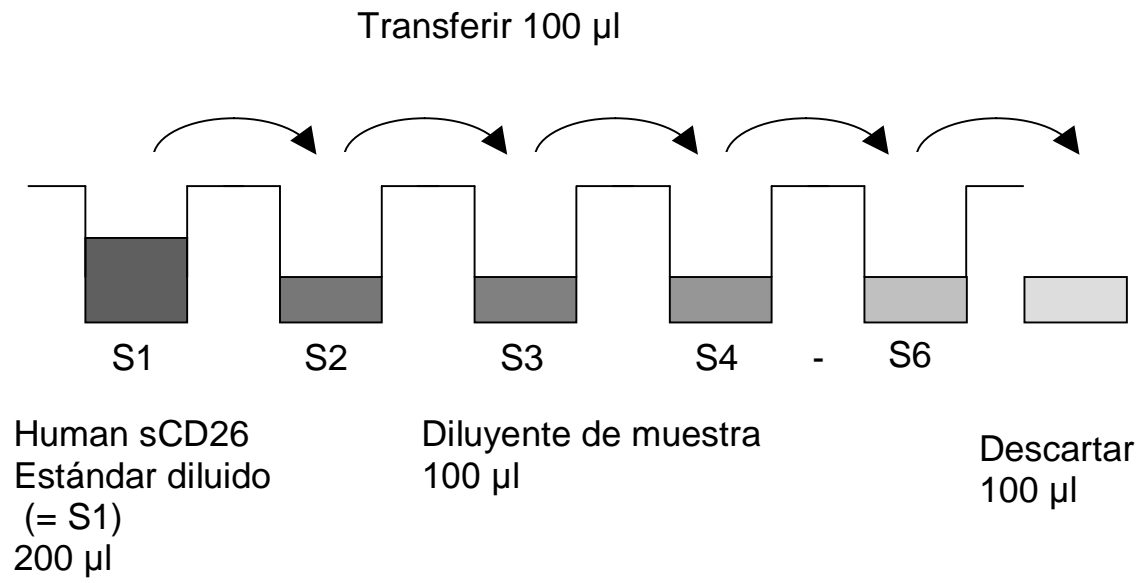 Transferir 100 µl
S1 S2 S3 S4 - S6
Human sCD26
Estándar diluido
(= S1)
200 µl
Diluyente de muestra
100 µl
Descartar
100 µl